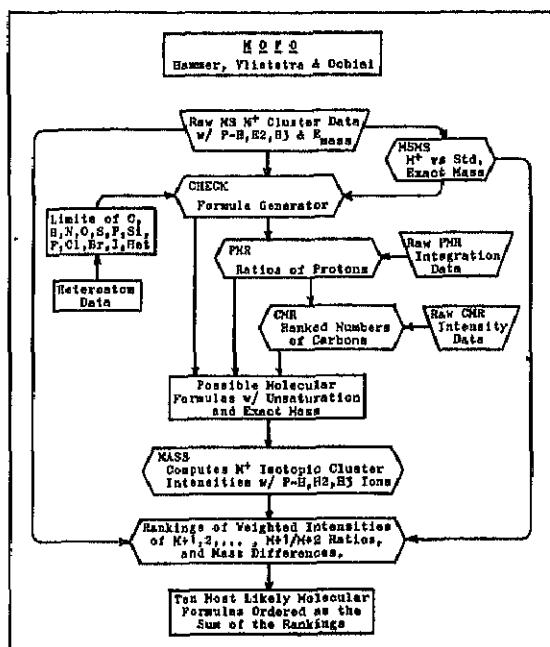 M O F O
Hammer, Vlietstra & Dobial
Raw MS M+ Cluster Data
w/ P-H,H2,H3 & Emass
MSMS
M+ vs Std.
Exact Mass
CHECK
Formula Generator
Limits of C,
H,N,O,S,P,Si,
F,Cl,Br,I,Het
Heteroatom
Data
PMR
Ratios of Protons
Raw PMR
Integration
Data
CMR
Ranked Numbers
of Carbons
Raw CMR
Intensity
Data
Possible Molecular
Formulas w/ Unsaturation
and Exact Mass
MASS
Computes M+ Isotopic Cluster
Intensities w/ P-H,H2,H3 Ions
Rankings of Weighted Intensities
of M+1,2,... , M+1/M+2 Ratios,
and Mass Differences.
Ten Most Likely Molecular
Formulas Ordered as the
Sum of the Rankings